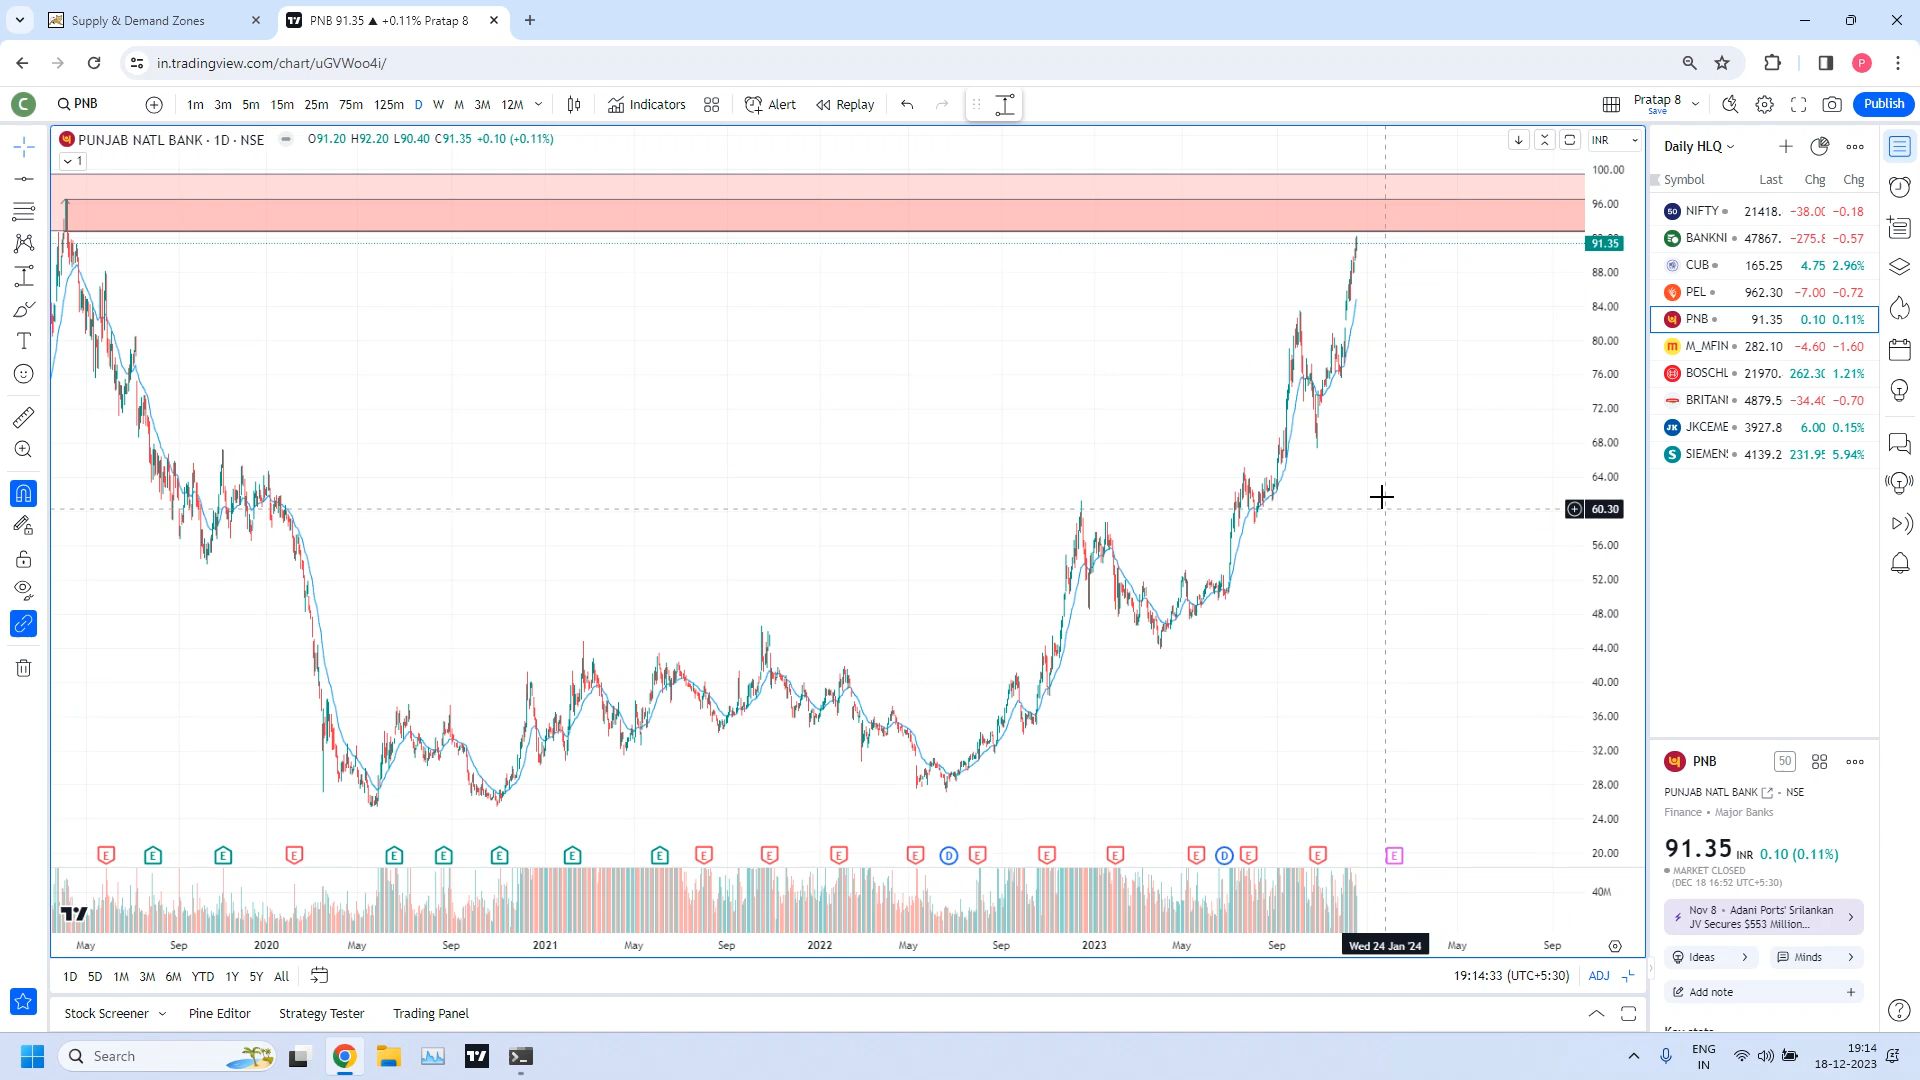 Supply & Demand Zones
PNB 91.35 ▲ +0.11% Pratap 8
in.tradingview.com/chart/uGVWoo4i/
P
C
PNB
1m 3m 5m 15m 25m 75m 125m D W M 3M 12M
Indicators
Alert
Replay
Pratap 8
Save
Publish
PUNJAB NATL BANK · 1D · NSE
O91.20 H92.20 L90.40 C91.35 +0.10 (+0.11%)
1
INR
100.00
96.00
91.35
88.00
84.00
80.00
76.00
72.00
68.00
64.00
60.30
56.00
52.00
48.00
44.00
40.00
36.00
32.00
28.00
24.00
20.00
40M
E E E E E E E E E E E E E D E E E E D E E E
May Sep 2020 May Sep 2021 May Sep 2022 May Sep 2023 May Sep Wed 24 Jan '24 May Sep
1D 5D 1M 3M 6M YTD 1Y 5Y All
19:14:33 (UTC+5:30)
ADJ
Stock Screener Pine Editor Strategy Tester Trading Panel
Daily HLQ
Symbol Last Chg Chg
50 NIFTY 21418. −38.00 −0.18
BANKNI 47867. −275.8 −0.57
CUB 165.25 4.75 2.96%
PEL 962.30 −7.00 −0.72
PNB 91.35 0.10 0.11%
m M_MFIN 282.10 −4.60 −1.60
BOSCHL 21970. 262.30 1.21%
BRITANI 4879.5 −34.40 −0.70
JK JKCEME 3927.8 6.00 0.15%
S SIEMEN 4139.2 231.95 5.94%
PNB
50
PUNJAB NATL BANK - NSE
Finance • Major Banks
91.35 INR 0.10 (0.11%)
MARKET CLOSED
(DEC 18 16:52 UTC+5:30)
Nov 8 • Adani Ports' Srilankan
JV Secures $553 Million...
Ideas
Minds
Add note
Search
ENG
IN
19:14
18-12-2023